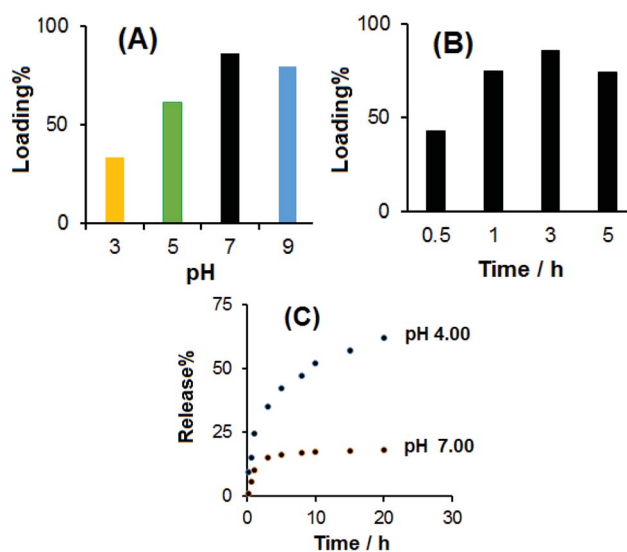 (A)
Loading%
100
50
0
3 5 7 9
pH
(B)
Loading%
100
50
0
0.5 1 3 5
Time / h
(C)
Release%
75
50
25
0
pH 4.00
pH 7.00
0 10 20 30
Time / h